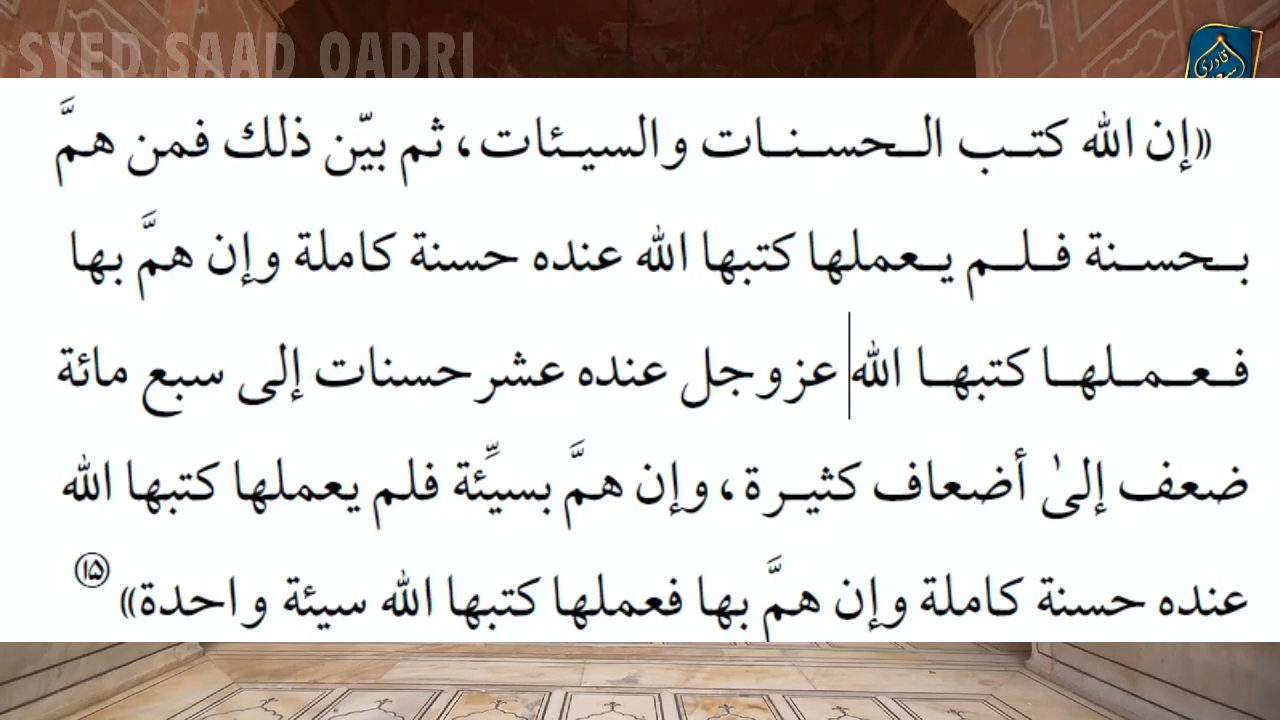 SYED SAAD QADRI
قادری
«إن الله كتب الحسنات والسيئات، ثم بيّن ذلك فمن همَّ
بحسنة فلم يعملها كتبها الله عنده حسنة كاملة وإن همَّ بها
فعملها كتبها الله عزوجل عنده عشر حسنات إلى سبع مائة
ضعف إلىٰ أضعاف كثيرة، وإن همَّ بسيِّئة فلم يعملها كتبها الله
عنده حسنة كاملة وإن همَّ بها فعملها كتبها الله سيئة واحدة» ⑮